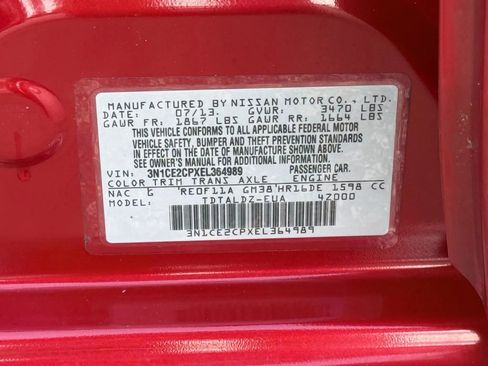 MANUFACTURED BY NISSAN MOTOR CO., LTD.
DATE: 07/13. GVWR: 3470 LBS
GAWR FR: 1867 LBS GAWR RR: 1664 LBS
THIS VEHICLE CONFORMS TO ALL APPLICABLE FEDERAL MOTOR
VEHICLE SAFETY, BUMPER AND THEFT PREVENTION STANDARDS
IN EFFECT ON THE DATE OF MANUFACTURE SHOWN ABOVE.
SEE OWNER'S MANUAL FOR ADDITIONAL INFORMATION.
VIN: 3N1CE2CPXEL364989 PASSENGER CAR.
COLOR TRIM TRANS AXLE ENGINE
NAC G RE0F11A GM38 HR16DE 1598 CC
MODEL: TDTALDZ-EUA 4Z000
3N1CE2CPXEL364989